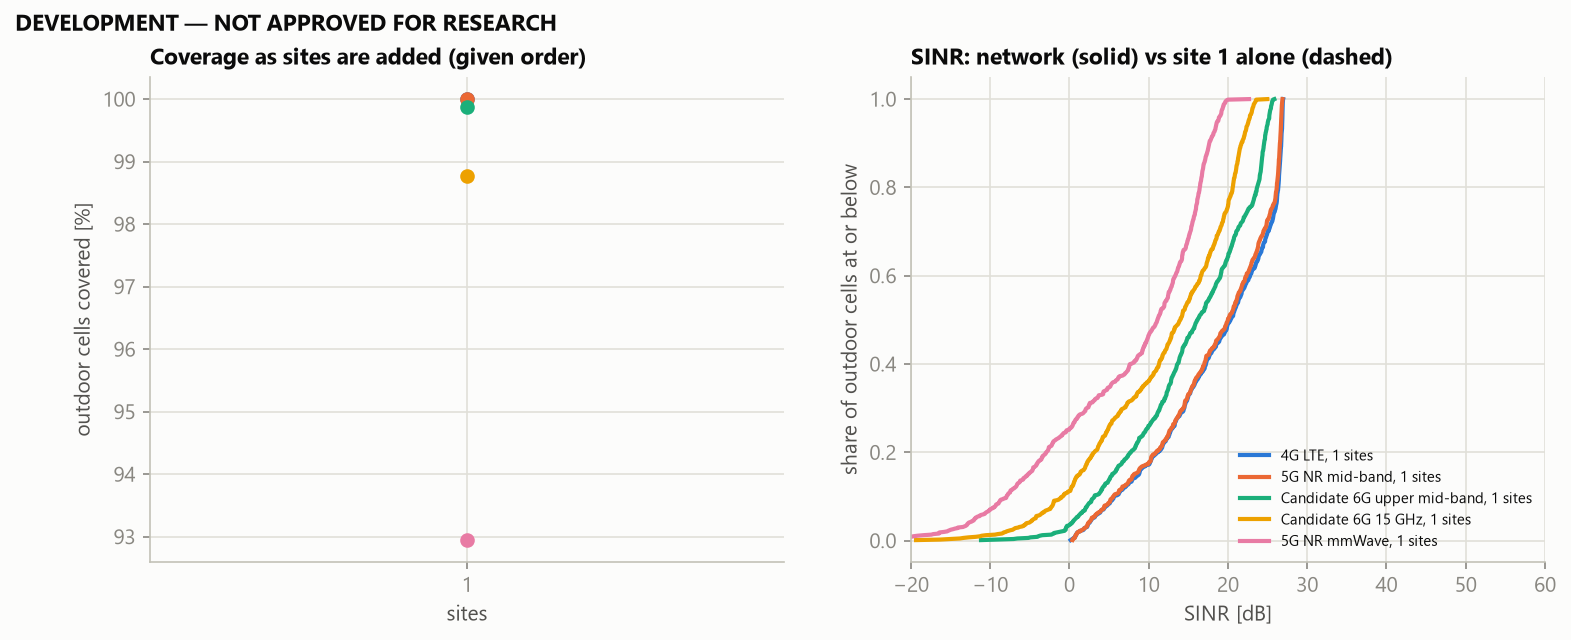 DEVELOPMENT — NOT APPROVED FOR RESEARCH
Coverage as sites are added (given order)
outdoor cells covered [%]
100
99
98
97
96
95
94
93
1
sites
SINR: network (solid) vs site 1 alone (dashed)
share of outdoor cells at or below
1.0
0.8
0.6
0.4
0.2
0.0
4G LTE, 1 sites
5G NR mid-band, 1 sites
Candidate 6G upper mid-band, 1 sites
Candidate 6G 15 GHz, 1 sites
5G NR mmWave, 1 sites
−20 −10 0 10 20 30 40 50 60
SINR [dB]